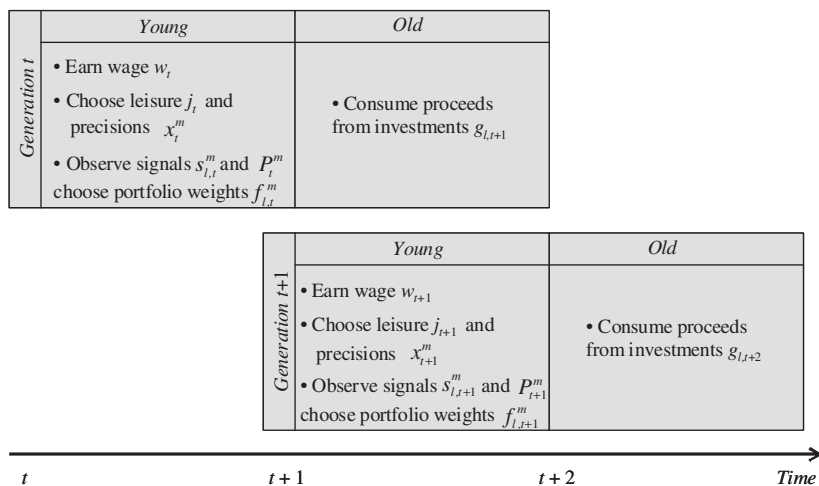 Generation t
Young
Old
• Earn wage w_t
• Choose leisure j_t and
precisions x_t^m
• Observe signals s_{l,t}^m and P_t^m
choose portfolio weights f_{l,t}^m
• Consume proceeds
from investments g_{l,t+1}
Generation t+1
Young
Old
• Earn wage w_{t+1}
• Choose leisure j_{t+1} and
precisions x_{t+1}^m
• Observe signals s_{l,t+1}^m and P_{t+1}^m
choose portfolio weights f_{l,t+1}^m
• Consume proceeds
from investments g_{l,t+2}
t t + 1 t + 2 Time